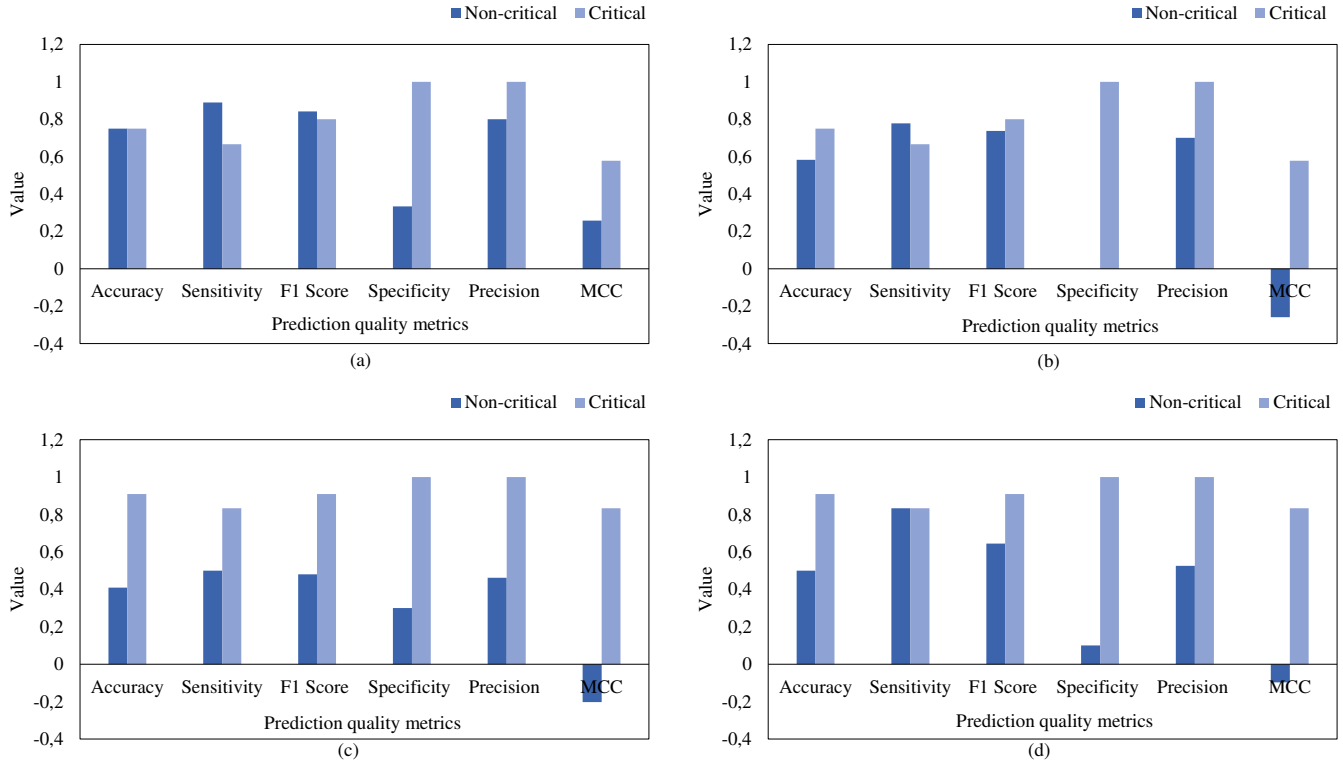 Non-critical Critical
1,2
1
0,8
0,6
0,4
0,2
0
-0,2
-0,4
Value
Accuracy Sensitivity F1 Score Specificity Precision MCC
Prediction quality metrics
(a)
Non-critical Critical
1,2
1
0,8
0,6
0,4
0,2
0
-0,2
-0,4
Value
Accuracy Sensitivity F1 Score Specificity Precision MCC
Prediction quality metrics
(b)
Non-critical Critical
1,2
1
0,8
0,6
0,4
0,2
0
-0,2
-0,4
Value
Accuracy Sensitivity F1 Score Specificity Precision MCC
Prediction quality metrics
(c)
Non-critical Critical
1,2
1
0,8
0,6
0,4
0,2
0
-0,2
-0,4
Value
Accuracy Sensitivity F1 Score Specificity Precision MCC
Prediction quality metrics
(d)